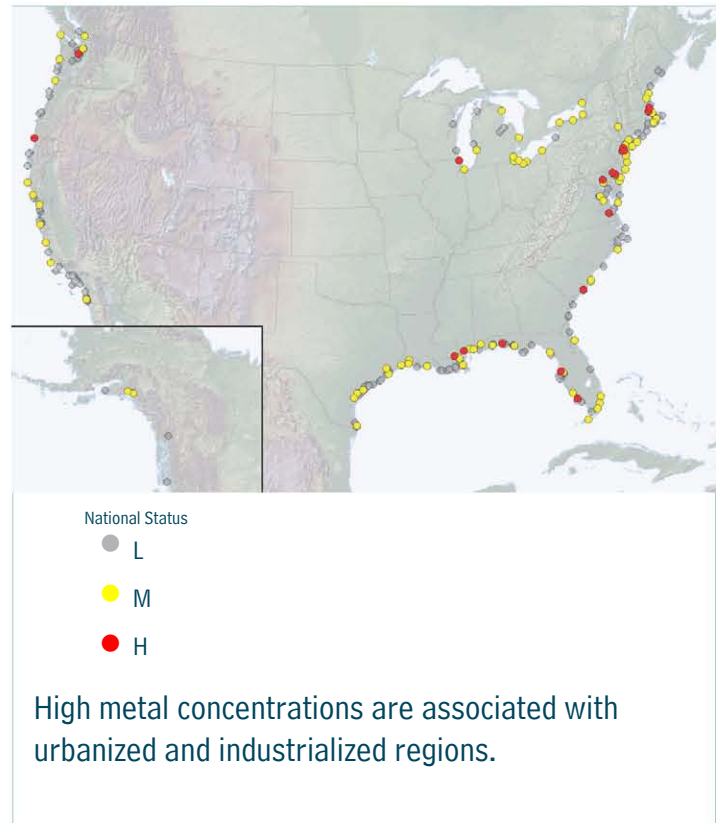 National Status
L
M
H
High metal concentrations are associated with
urbanized and industrialized regions.